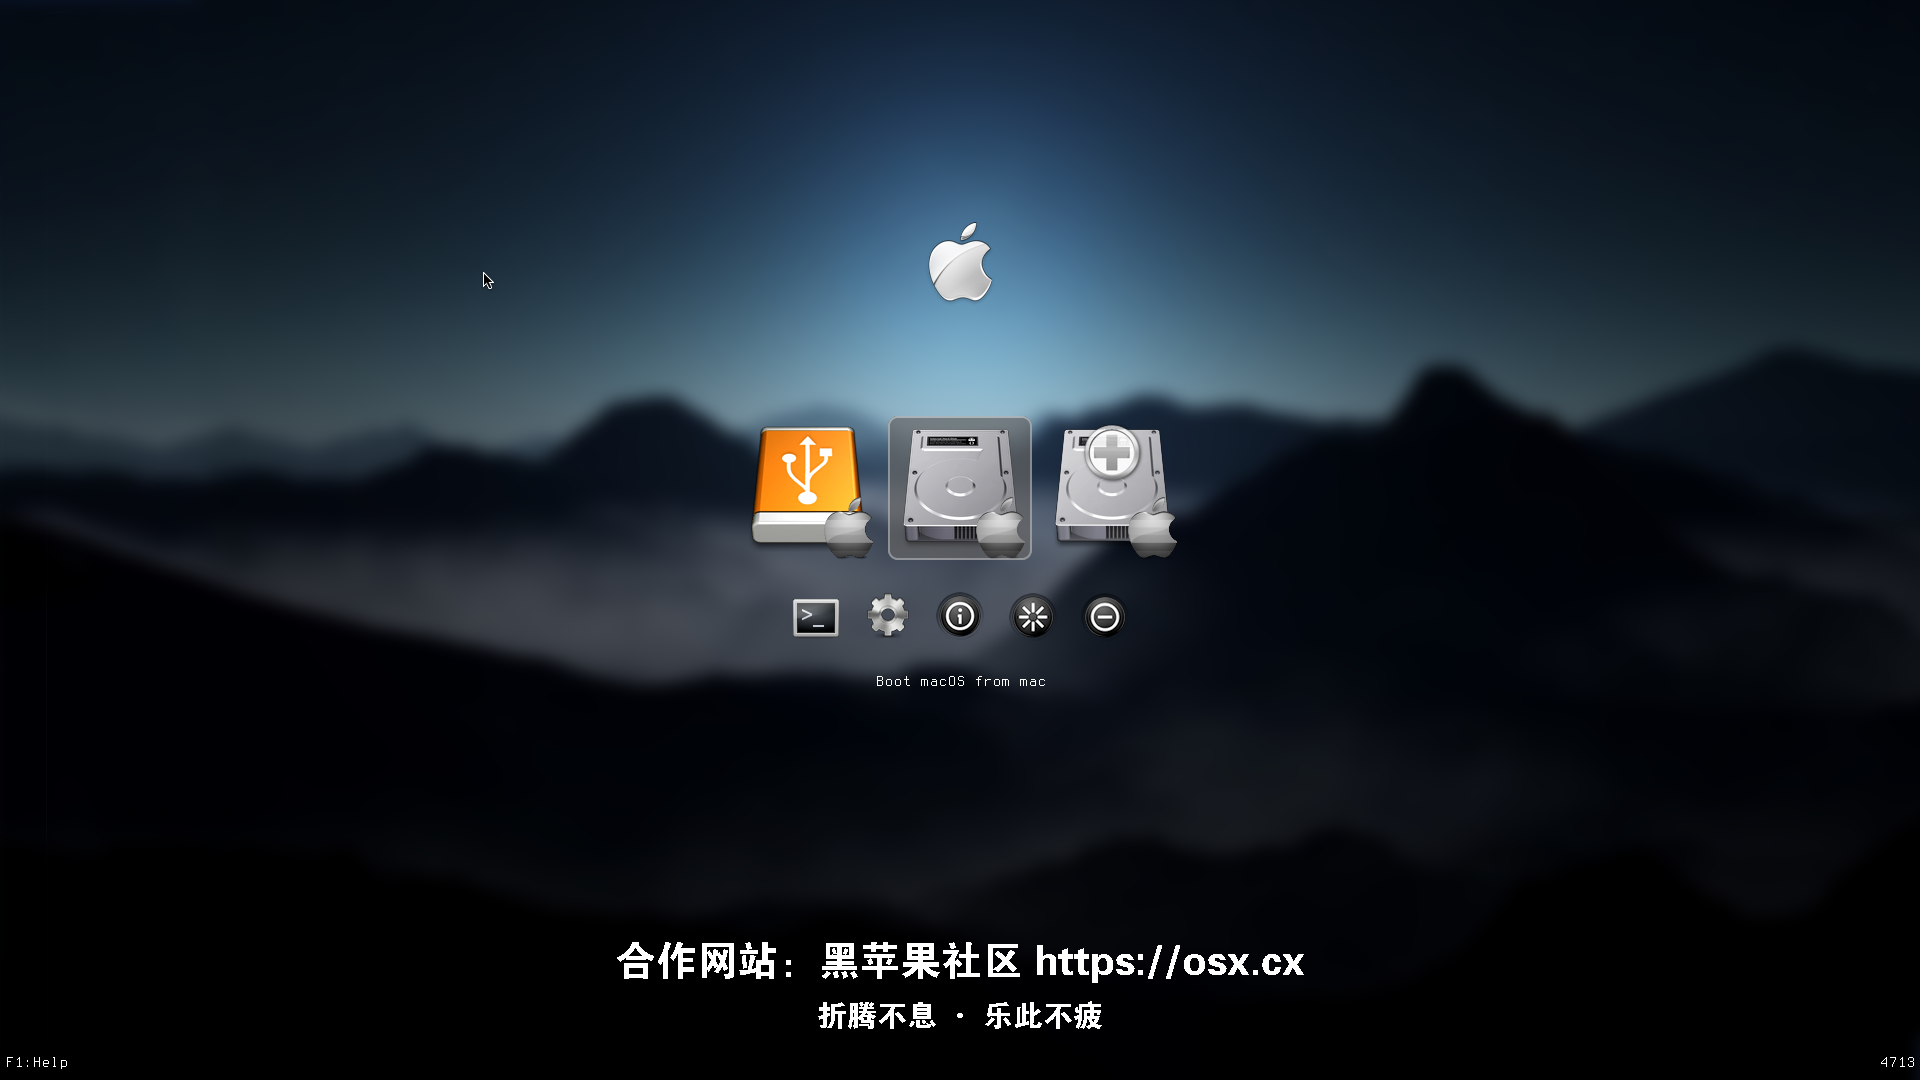 >_
Boot macOS from mac
合作网站：黑苹果社区 https://osx.cx
折腾不息 · 乐此不疲
F1:Help
4713